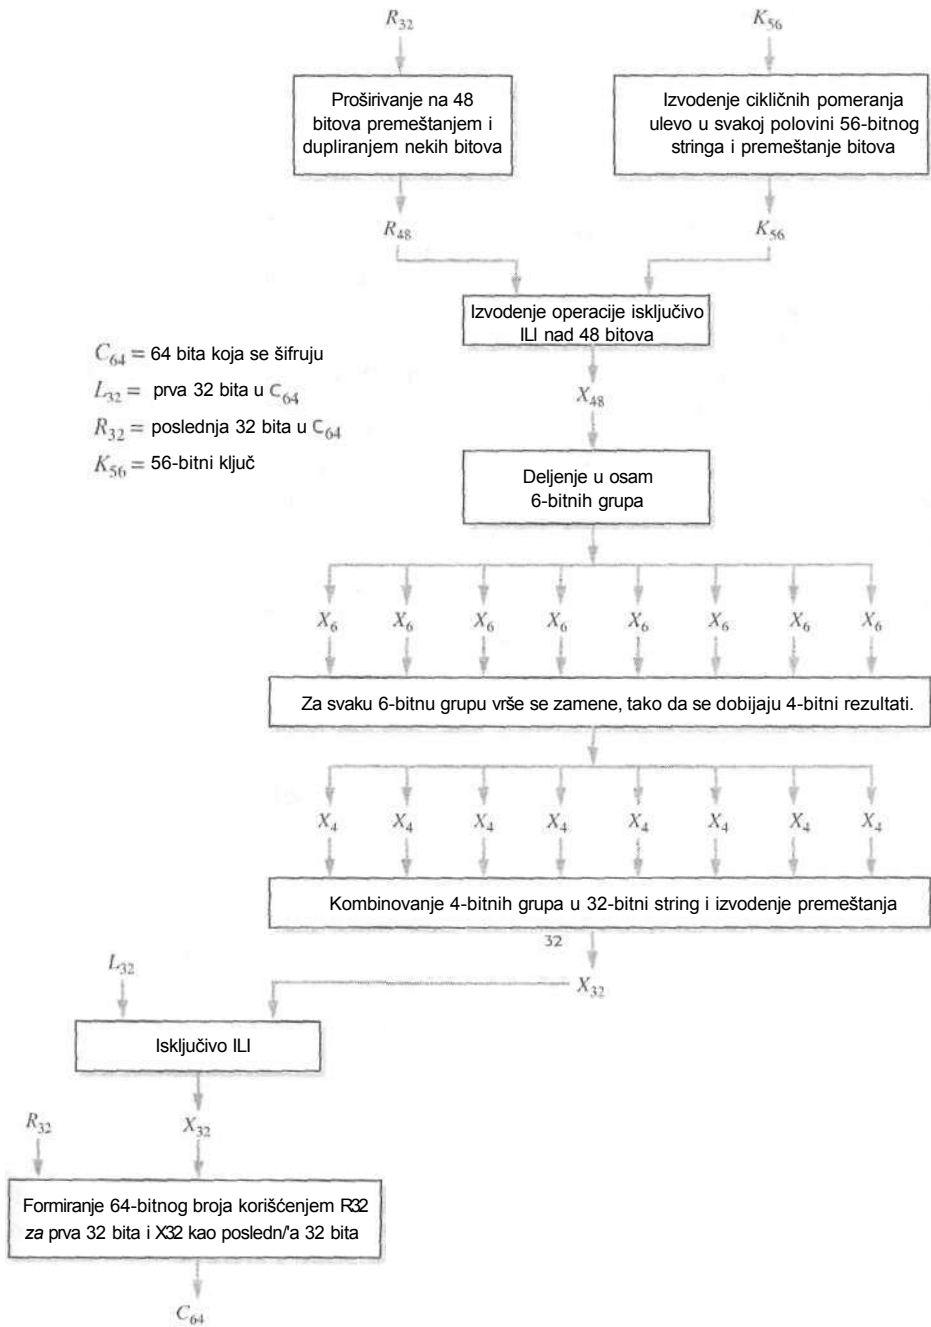 R32
K56
Proširivanje na 48
bitova premeštanjem i
dupliranjem nekih bitova
Izvodenje cikličnih pomeranja
ulevo u svakoj polovini 56-bitnog
stringa i premeštanje bitova
R48
K56
Izvodenje operacije isključivo
ILI nad 48 bitova
C64 = 64 bita koja se šifruju
L32 = prva 32 bita u C64
R32 = poslednja 32 bita u C64
K56 = 56-bitni ključ
X48
Deljenje u osam
6-bitnih grupa
X6 X6 X6 X6 X6 X6 X6 X6
Za svaku 6-bitnu grupu vrše se zamene, tako da se dobijaju 4-bitni rezultati.
X4 X4 X4 X4 X4 X4 X4 X4
Kombinovanje 4-bitnih grupa u 32-bitni string i izvođenje premeštanja
32
L32
X32
Isključivo ILI
R32
X32
Formiranje 64-bitnog broja korišćenjem R32
za prva 32 bita i X32 kao posledn/'a 32 bita
C64